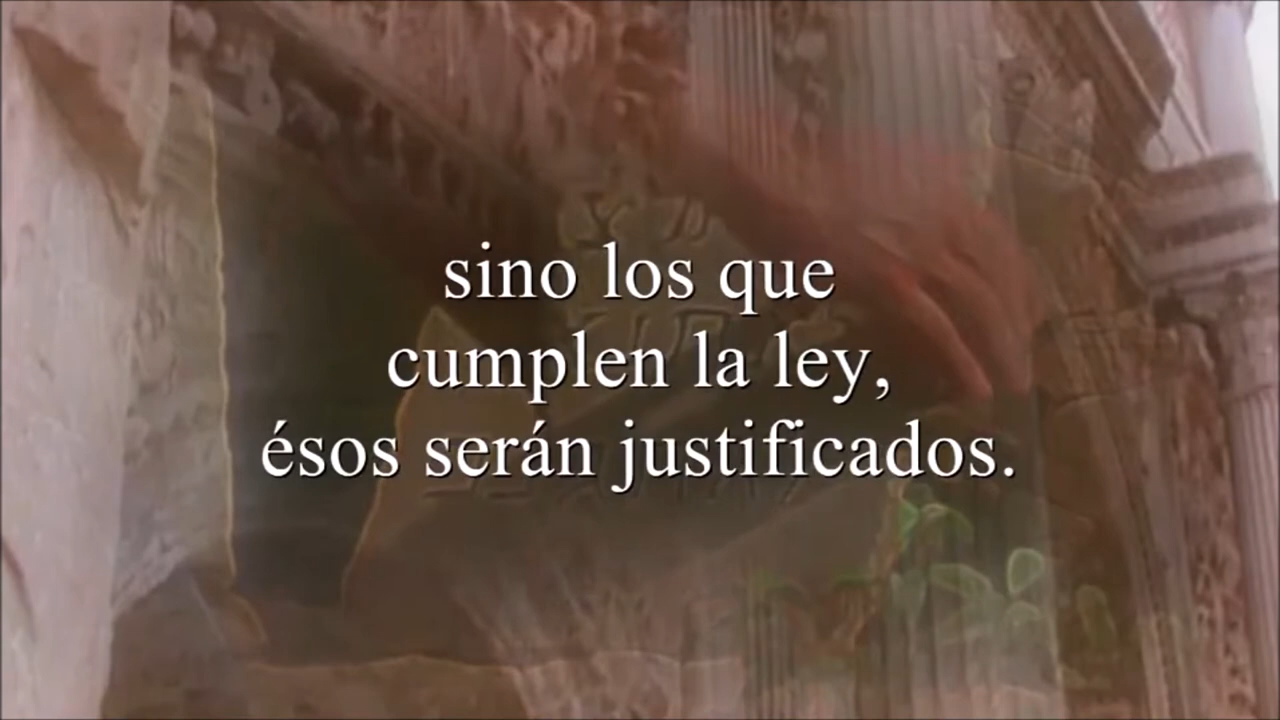 sino los que
cumplen la ley,
ésos serán justificados.